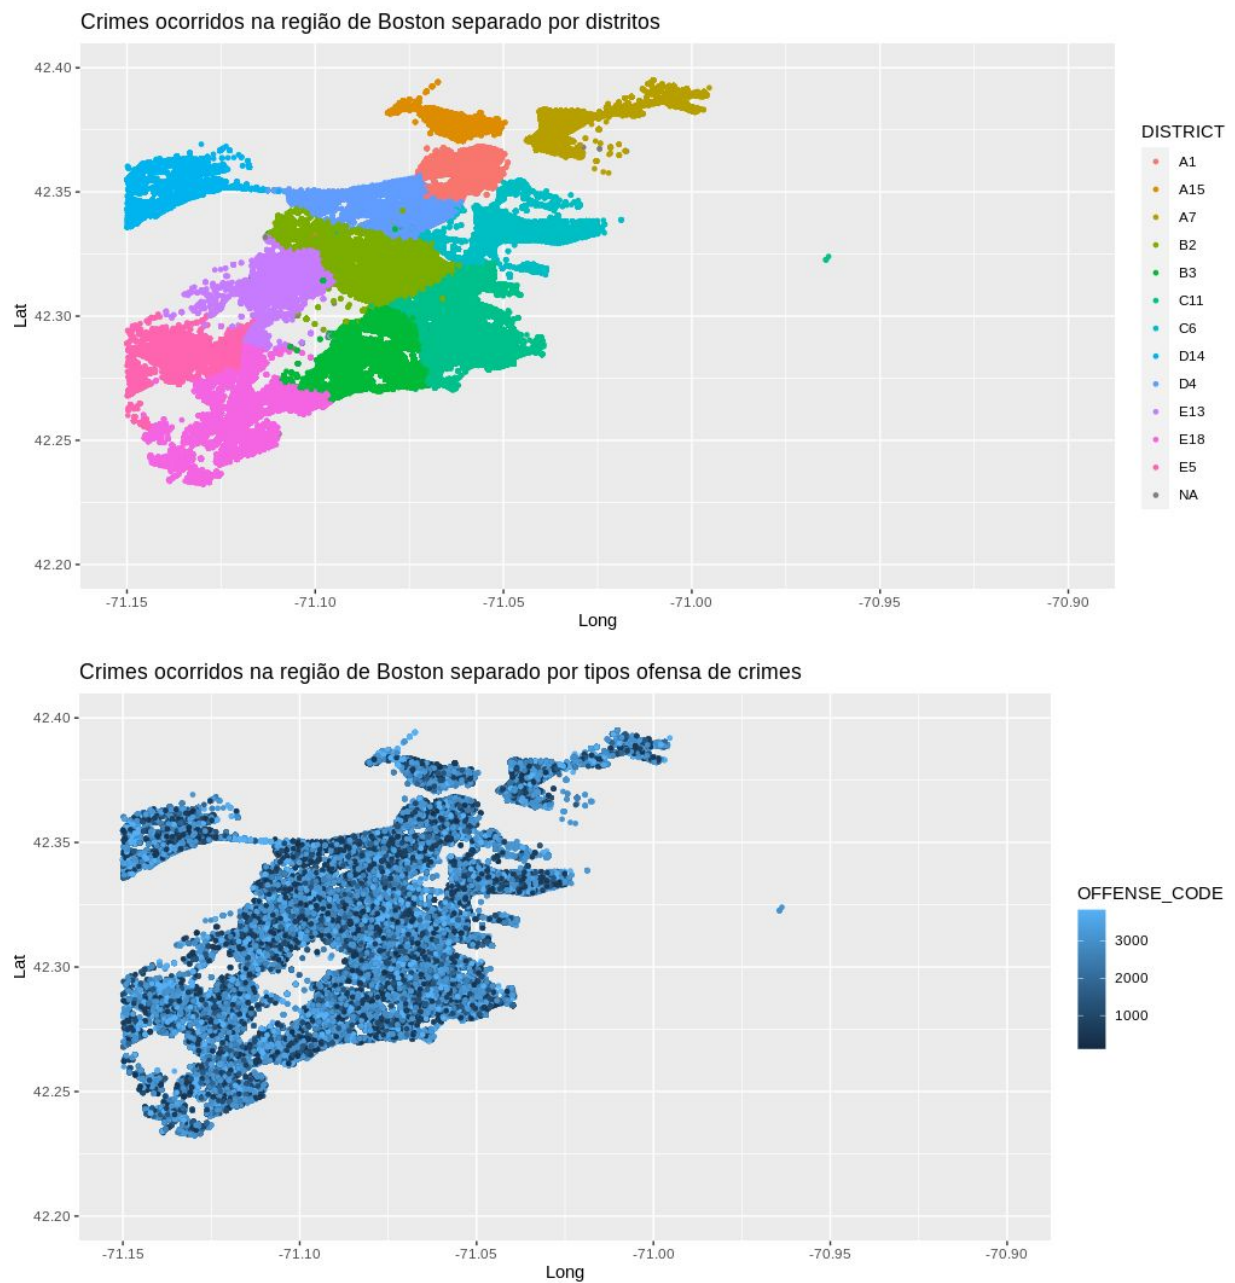 Crimes ocorridos na região de Boston separado por distritos
42.40
42.35
42.30
42.25
42.20
Lat
-71.15 -71.10 -71.05 -71.00 -70.95 -70.90
Long
DISTRICT
A1
A15
A7
B2
B3
C11
C6
D14
D4
E13
E18
E5
NA
Crimes ocorridos na região de Boston separado por tipos ofensa de crimes
42.40
42.35
42.30
42.25
42.20
Lat
-71.15 -71.10 -71.05 -71.00 -70.95 -70.90
Long
OFFENSE_CODE
3000
2000
1000